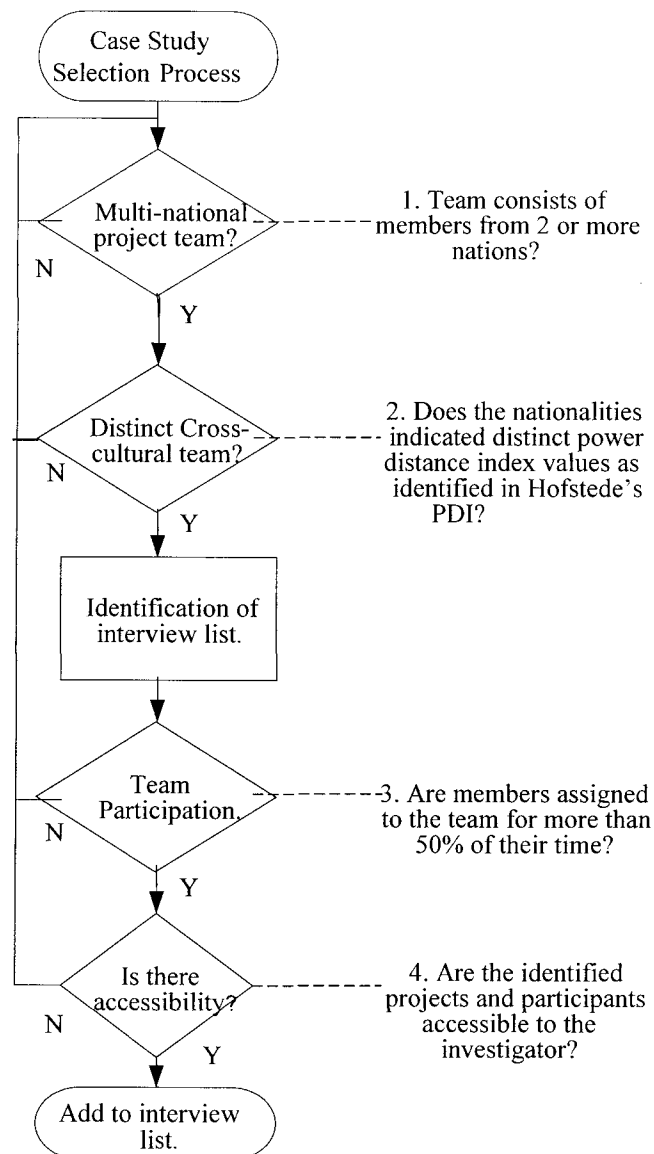 Case Study
Selection Process
Multi-national
project team?
1. Team consists of
members from 2 or more
nations?
N
Y
Distinct Cross-
cultural team?
2. Does the nationalities
indicated distinct power
distance index values as
identified in Hofstede's
PDI?
N
Y
Identification of
interview list.
Team
Participation.
3. Are members assigned
to the team for more than
50% of their time?
N
Y
Is there
accessibility?
4. Are the identified
projects and participants
accessible to the
investigator?
N
Y
Add to interview
list.